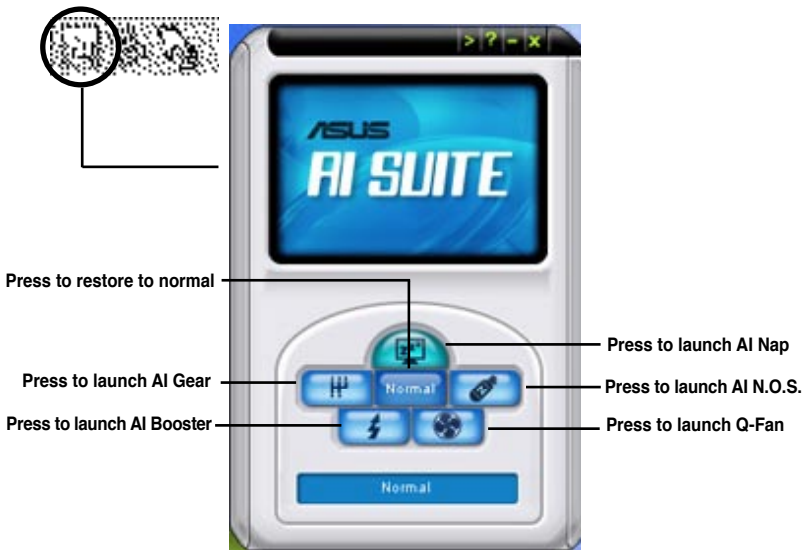 > ? - x
ASUS
AI SUITE
Press to restore to normal
Press to launch AI Nap
Press to launch AI Gear
Normal
Press to launch AI N.O.S.
Press to launch AI Booster
Press to launch Q-Fan
Normal